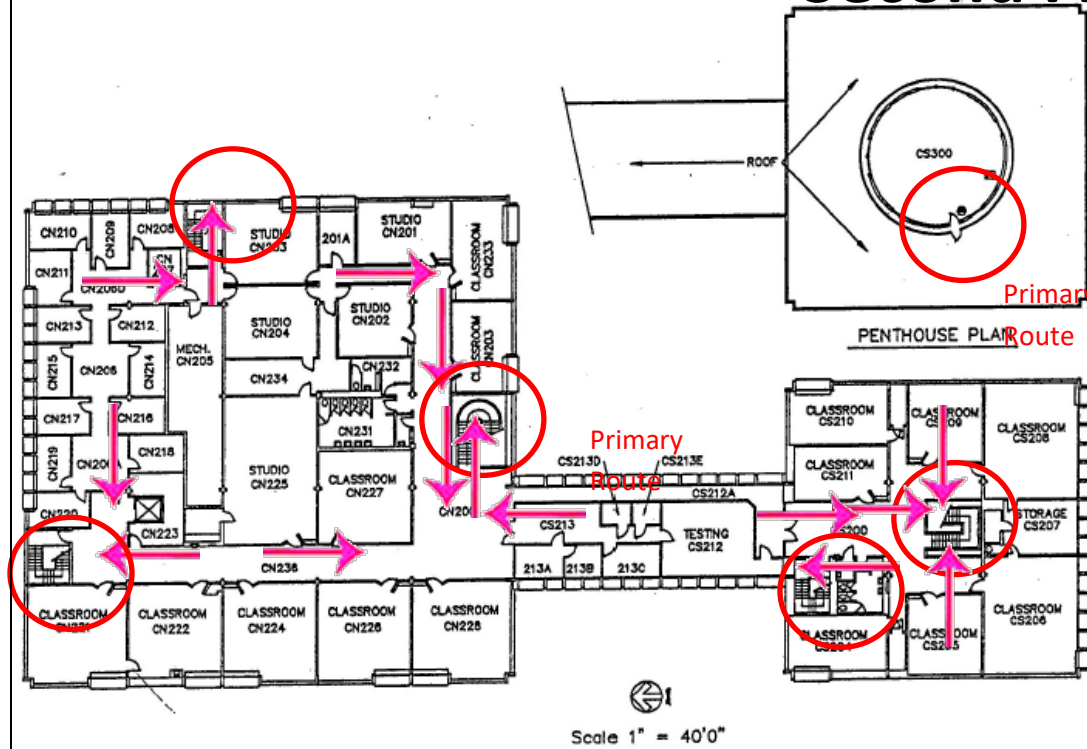 CS300
ROOF
Primary
Route
PENTHOUSE PLAN
CN210
CN209
CN208
CN211
CN213
CN212
CN215
CN206
CN214
CN217
CN216
CN219
CN218
CN220
CN223
MECH.
CN205
STUDIO
STUDIO
CN204
CN234
STUDIO
CN225
201A
STUDIO
CN201
STUDIO
CN202
CN232
CN231
CLASSROOM
CN227
CLASSROOM
CN233
CLASSROOM
CN203
CN236
CLASSROOM
CLASSROOM
CN222
CLASSROOM
CN224
CLASSROOM
CN226
CLASSROOM
CN228
Primary
Route
CS213D
CS213E
CS212A
CS213
213A
213B
213C
TESTING
CS212
CLASSROOM
CS210
CLASSROOM
CS211
CLASSROOM
CLASSROOM
CS208
STORAGE
CS207
CLASSROOM
CS206
CLASSROOM
CLASSROOM
Scale 1" = 40'0"